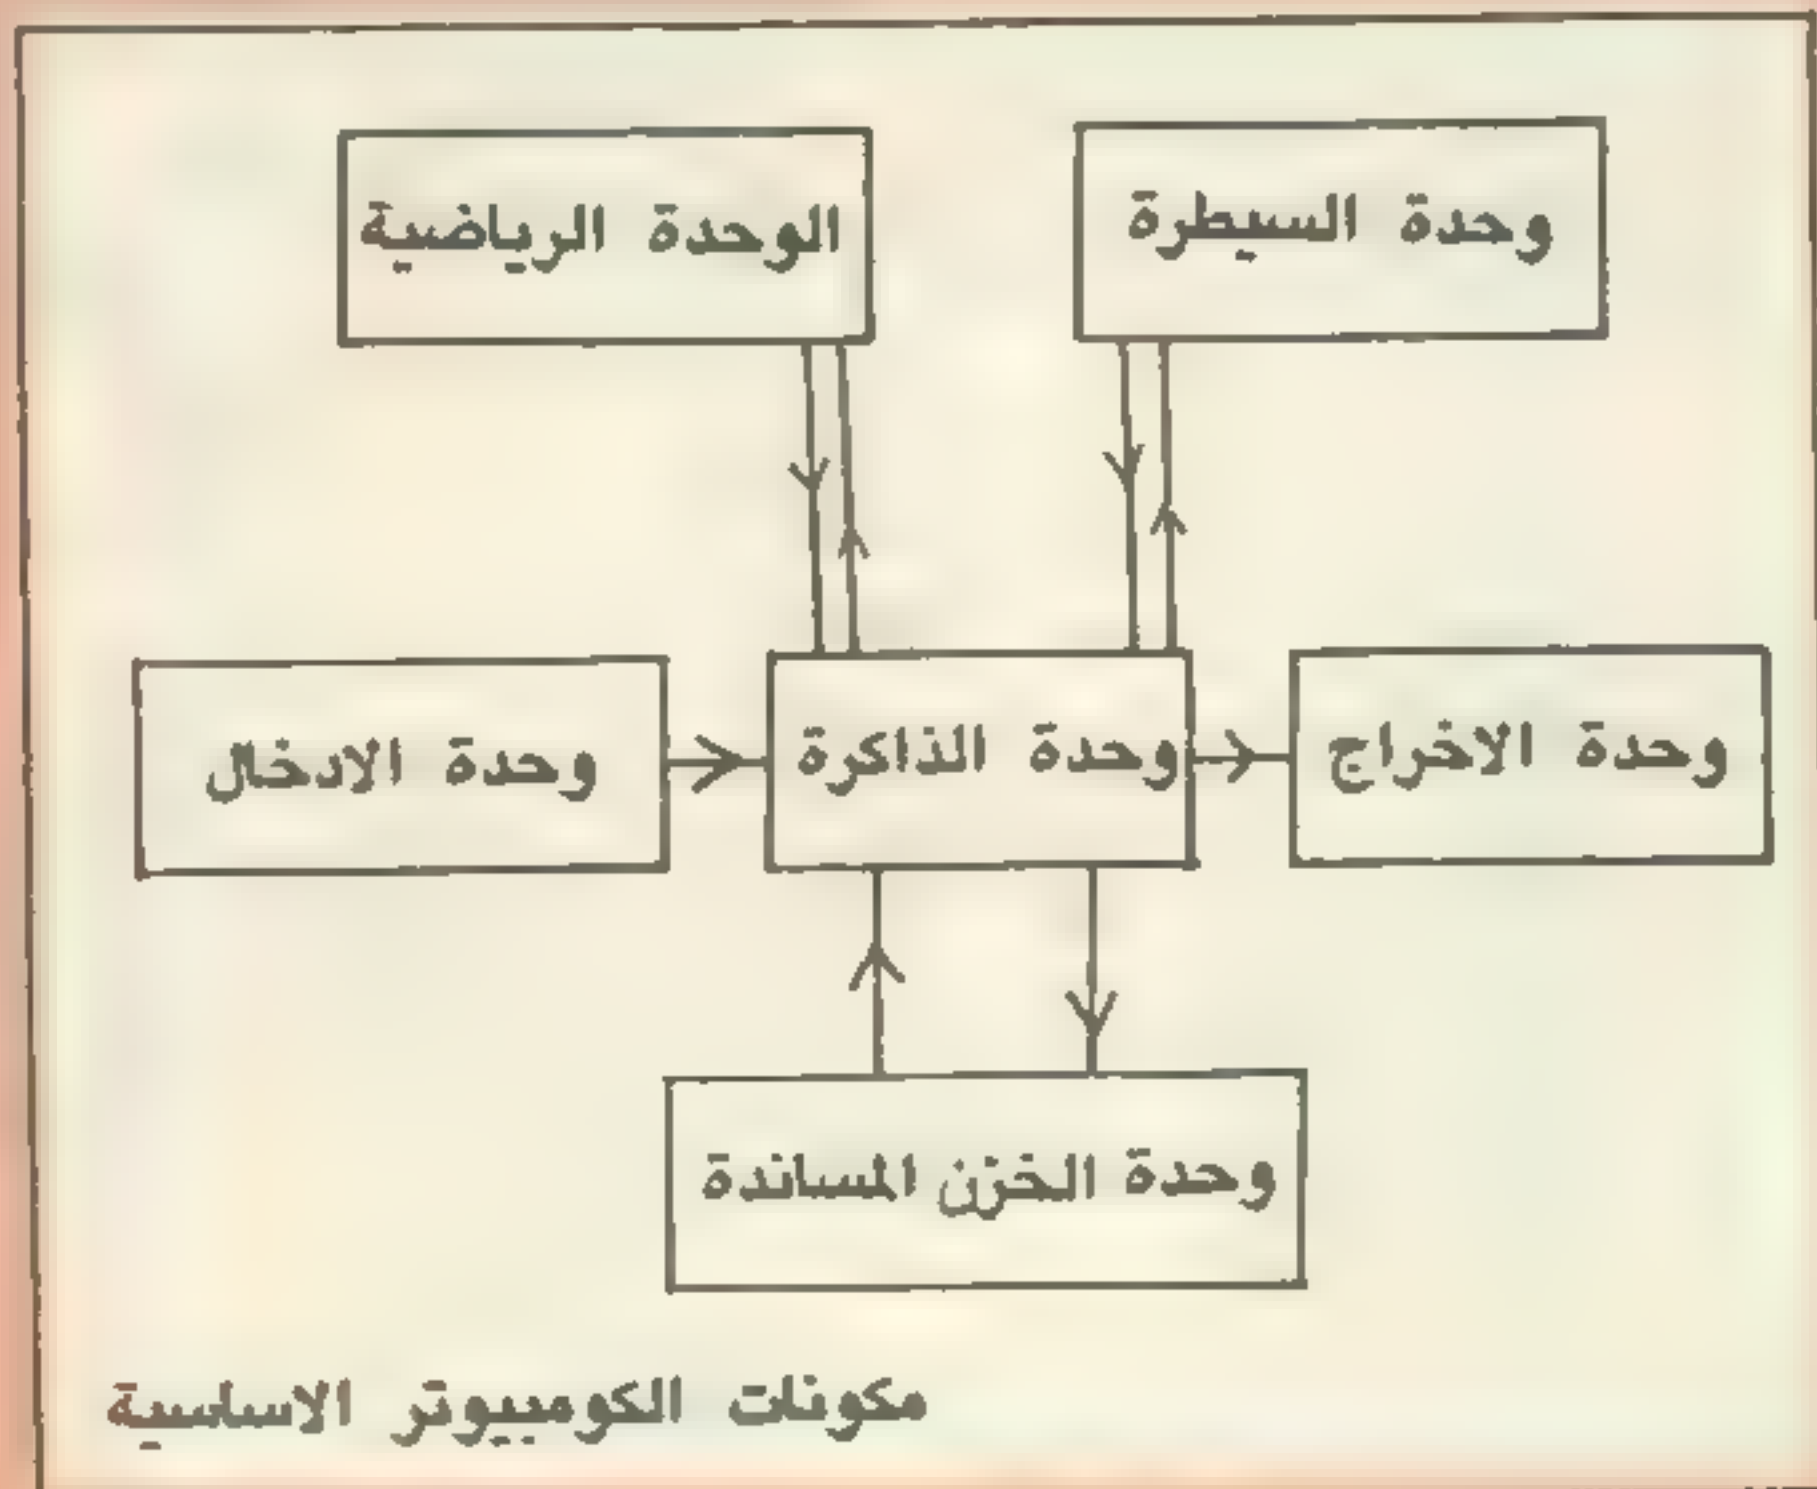 وحدة السيطرة
الوحدة الرياضية
وحدة الاخراج
وحدة الذاكرة
وحدة الادخال
وحدة الخزن المساندة
مكونات الكومبيوتر الاساسية